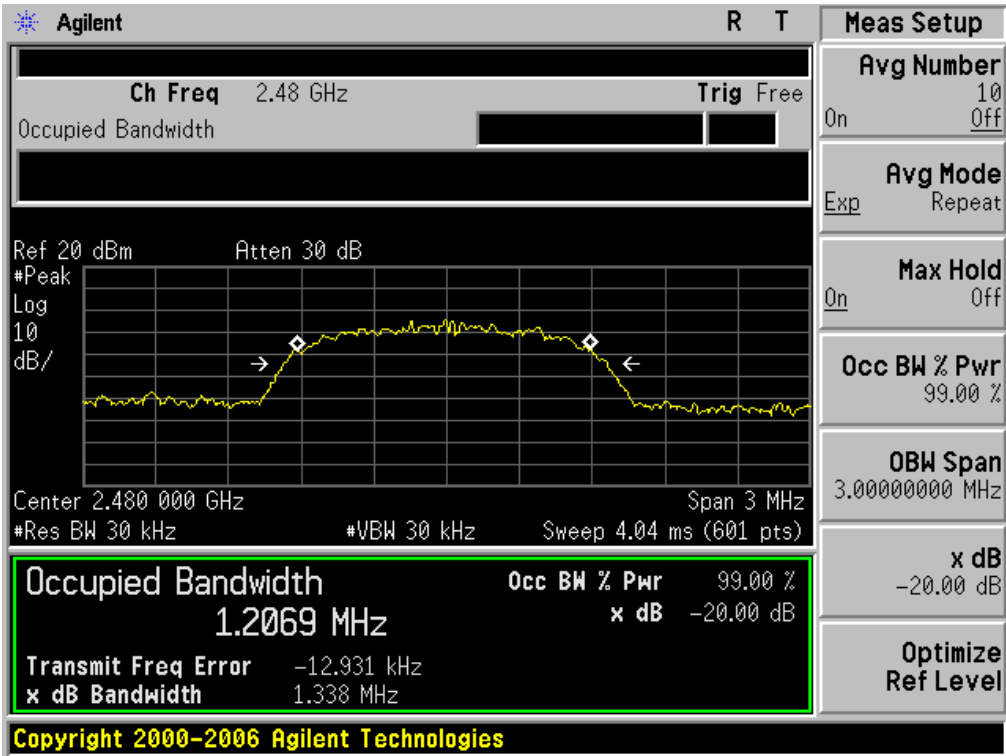 Agilent R T
Meas Setup
Ch Freq 2.48 GHz Trig Free
Occupied Bandwidth
Ref 20 dBm Atten 30 dB
#Peak
Log
10
dB/
Center 2.480 000 GHz Span 3 MHz
#Res BW 30 kHz #VBW 30 kHz Sweep 4.04 ms (601 pts)
Occupied Bandwidth Occ BW % Pwr 99.00 %
1.2069 MHz x dB -20.00 dB
Transmit Freq Error -12.931 kHz
x dB Bandwidth 1.338 MHz
Avg Number
10
On Off
Avg Mode
Exp Repeat
Max Hold
On Off
Occ BW % Pwr
99.00 %
OBW Span
3.00000000 MHz
x dB
-20.00 dB
Optimize
Ref Level
Copyright 2000-2006 Agilent Technologies